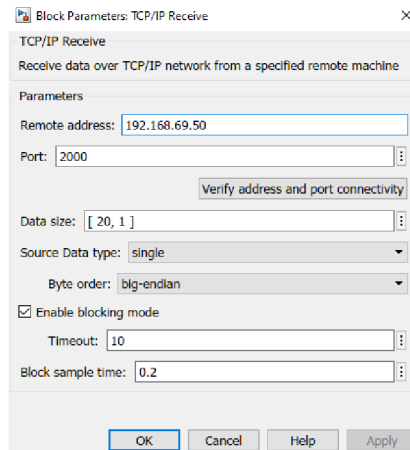 Block Parameters: TCP/IP Receive
TCP/IP Receive
Receive data over TCP/IP network from a specified remote machine
Parameters
Remote address: 192.168.69.50
Port: 2000
Verify address and port connectivity
Data size: [ 20, 1 ]
Source Data type: single
Byte order: big-endian
Enable blocking mode
Timeout: 10
Block sample time: 0.2
OK Cancel Help Apply